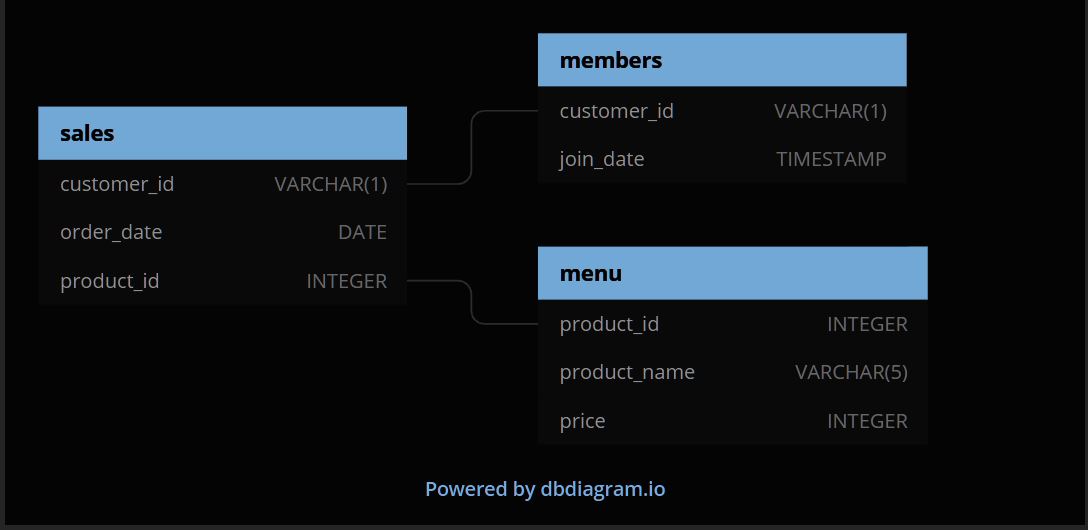 sales
customer_id VARCHAR(1)
order_date DATE
product_id INTEGER
members
customer_id VARCHAR(1)
join_date TIMESTAMP
menu
product_id INTEGER
product_name VARCHAR(5)
price INTEGER
Powered by dbdiagram.io